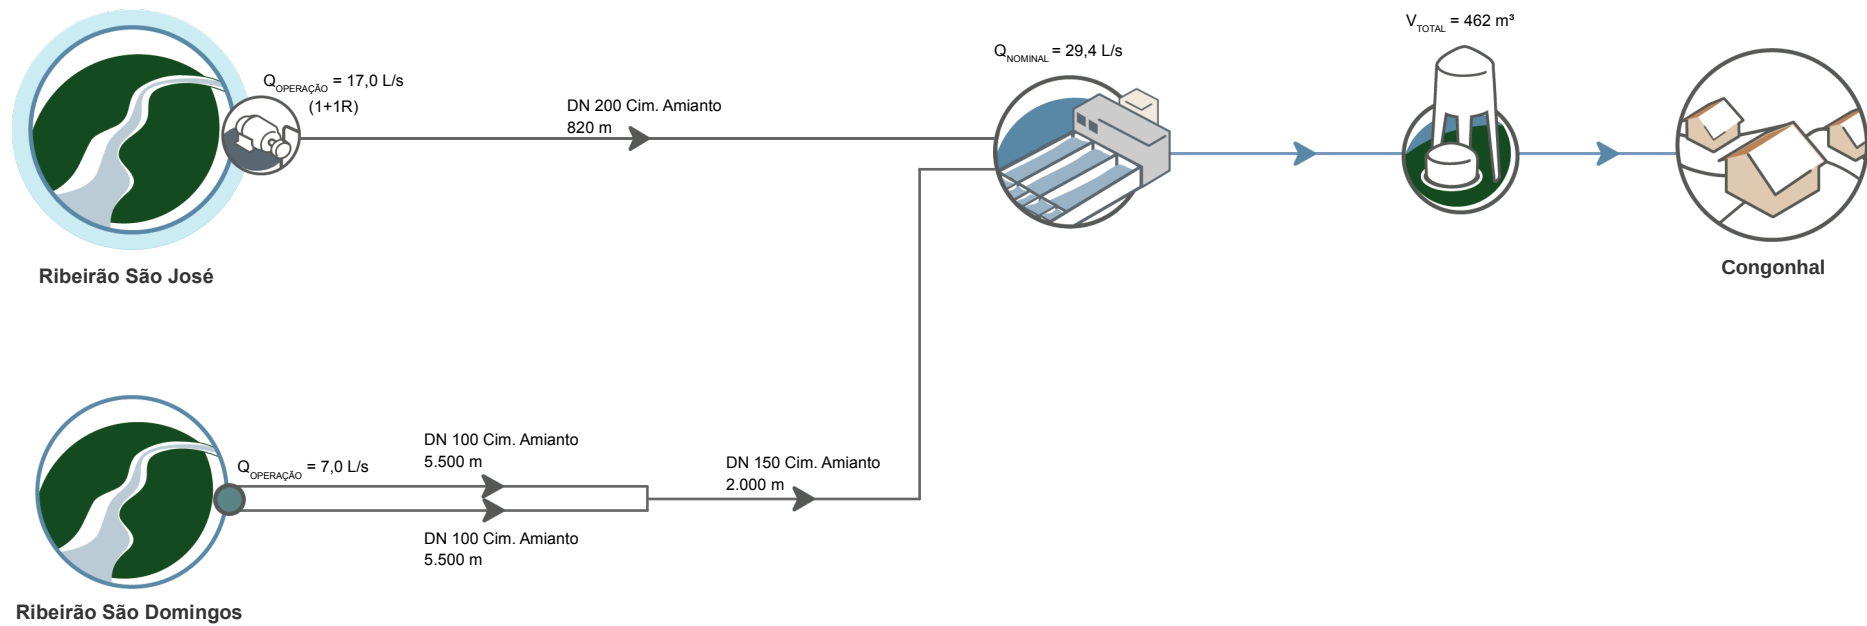 V_TOTAL = 462 m³
Q_OPERAÇÃO = 17,0 L/s
(1+1R)
DN 200 Cim. Amianto
820 m
Q_NOMINAL = 29,4 L/s
Ribeirão São José
Congonhal
Q_OPERAÇÃO = 7,0 L/s
DN 100 Cim. Amianto
5.500 m
DN 150 Cim. Amianto
2.000 m
DN 100 Cim. Amianto
5.500 m
Ribeirão São Domingos